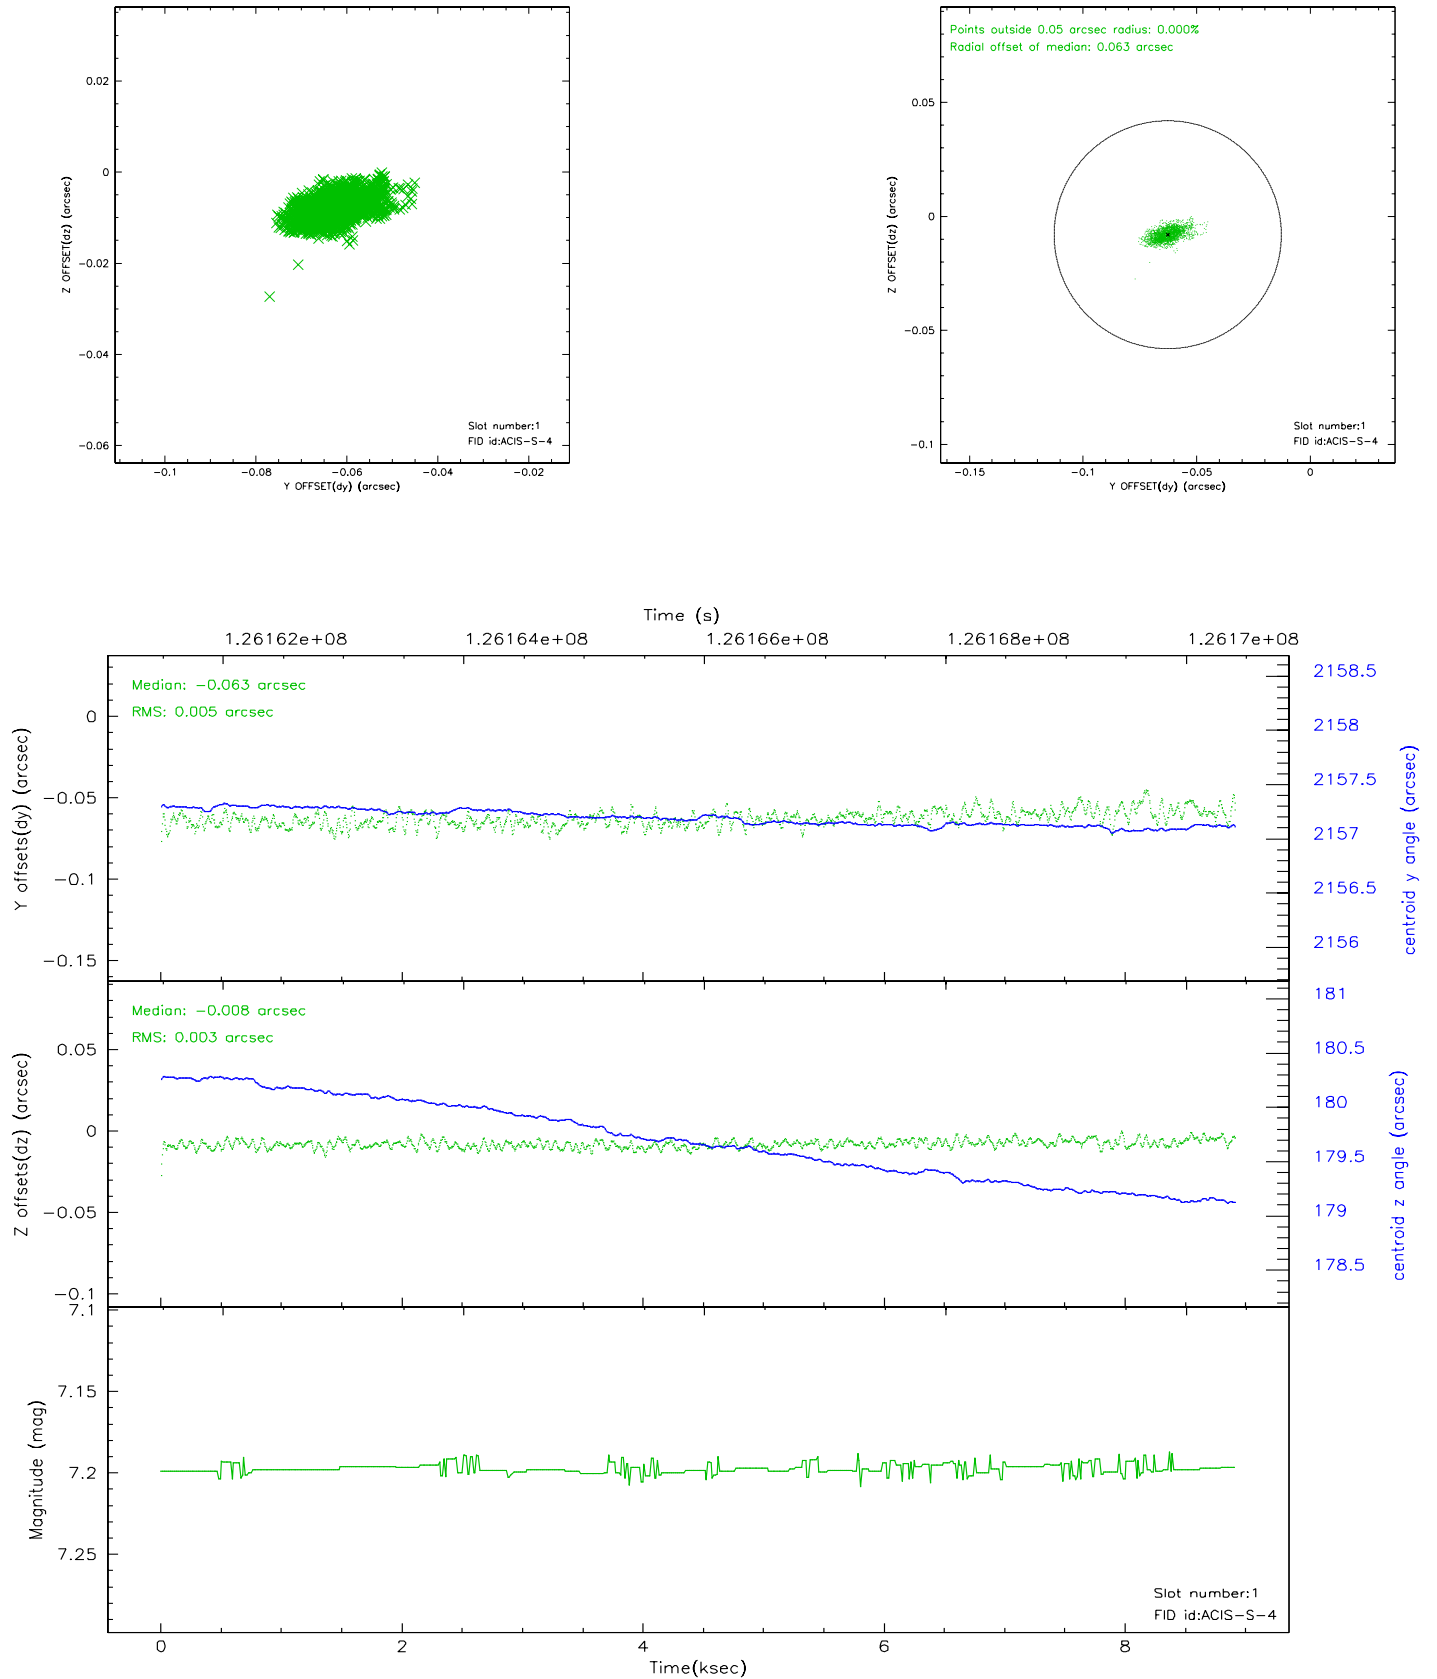 0.02
0
-0.02
-0.04
-0.06
Z OFFSET(dz) (arcsec)
-0.1
-0.08
-0.06
-0.04
-0.02
Y OFFSET(dy) (arcsec)
Slot number:1
FID id:ACIS-S-4
Points outside 0.05 arcsec radius: 0.000%
Radial offset of median: 0.063 arcsec
0.05
0
-0.05
-0.1
Z OFFSET(dz) (arcsec)
-0.15
-0.1
-0.05
0
Y OFFSET(dy) (arcsec)
Slot number:1
FID id:ACIS-S-4
Time (s)
1.26162e+08
1.26164e+08
1.26166e+08
1.26168e+08
1.2617e+08
Median: -0.063 arcsec
RMS: 0.005 arcsec
0
-0.05
-0.1
-0.15
Y offsets(dy) (arcsec)
2158.5
2158
2157.5
2157
2156.5
2156
centroid y angle (arcsec)
Median: -0.008 arcsec
RMS: 0.003 arcsec
0.05
0
-0.05
-0.1
Z offsets(dz) (arcsec)
181
180.5
180
179.5
179
178.5
centroid z angle (arcsec)
7.1
7.15
7.2
7.25
Magnitude (mag)
Slot number:1
FID id:ACIS-S-4
0
2
4
6
8
Time(ksec)